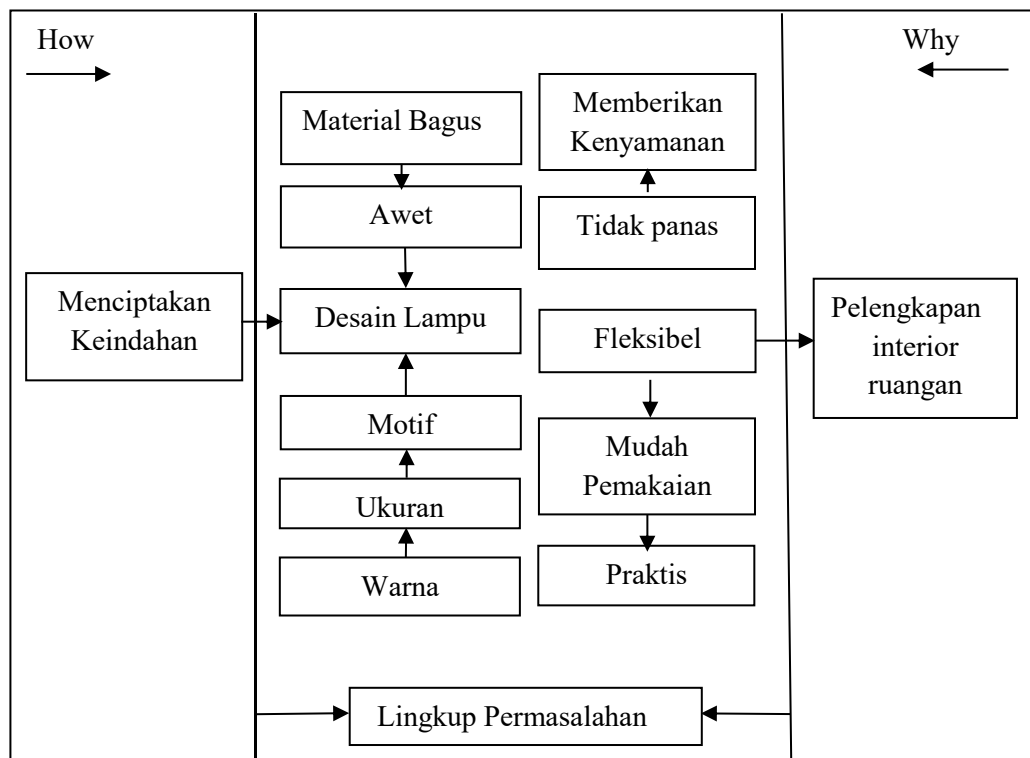 How
Why
Material Bagus
Memberikan
Kenyamanan
Awet
Tidak panas
Menciptakan
Keindahan
Desain Lampu
Fleksibel
Pelengkapan
interior
ruangan
Motif
Mudah
Pemakaian
Ukuran
Warna
Praktis
Lingkup Permasalahan